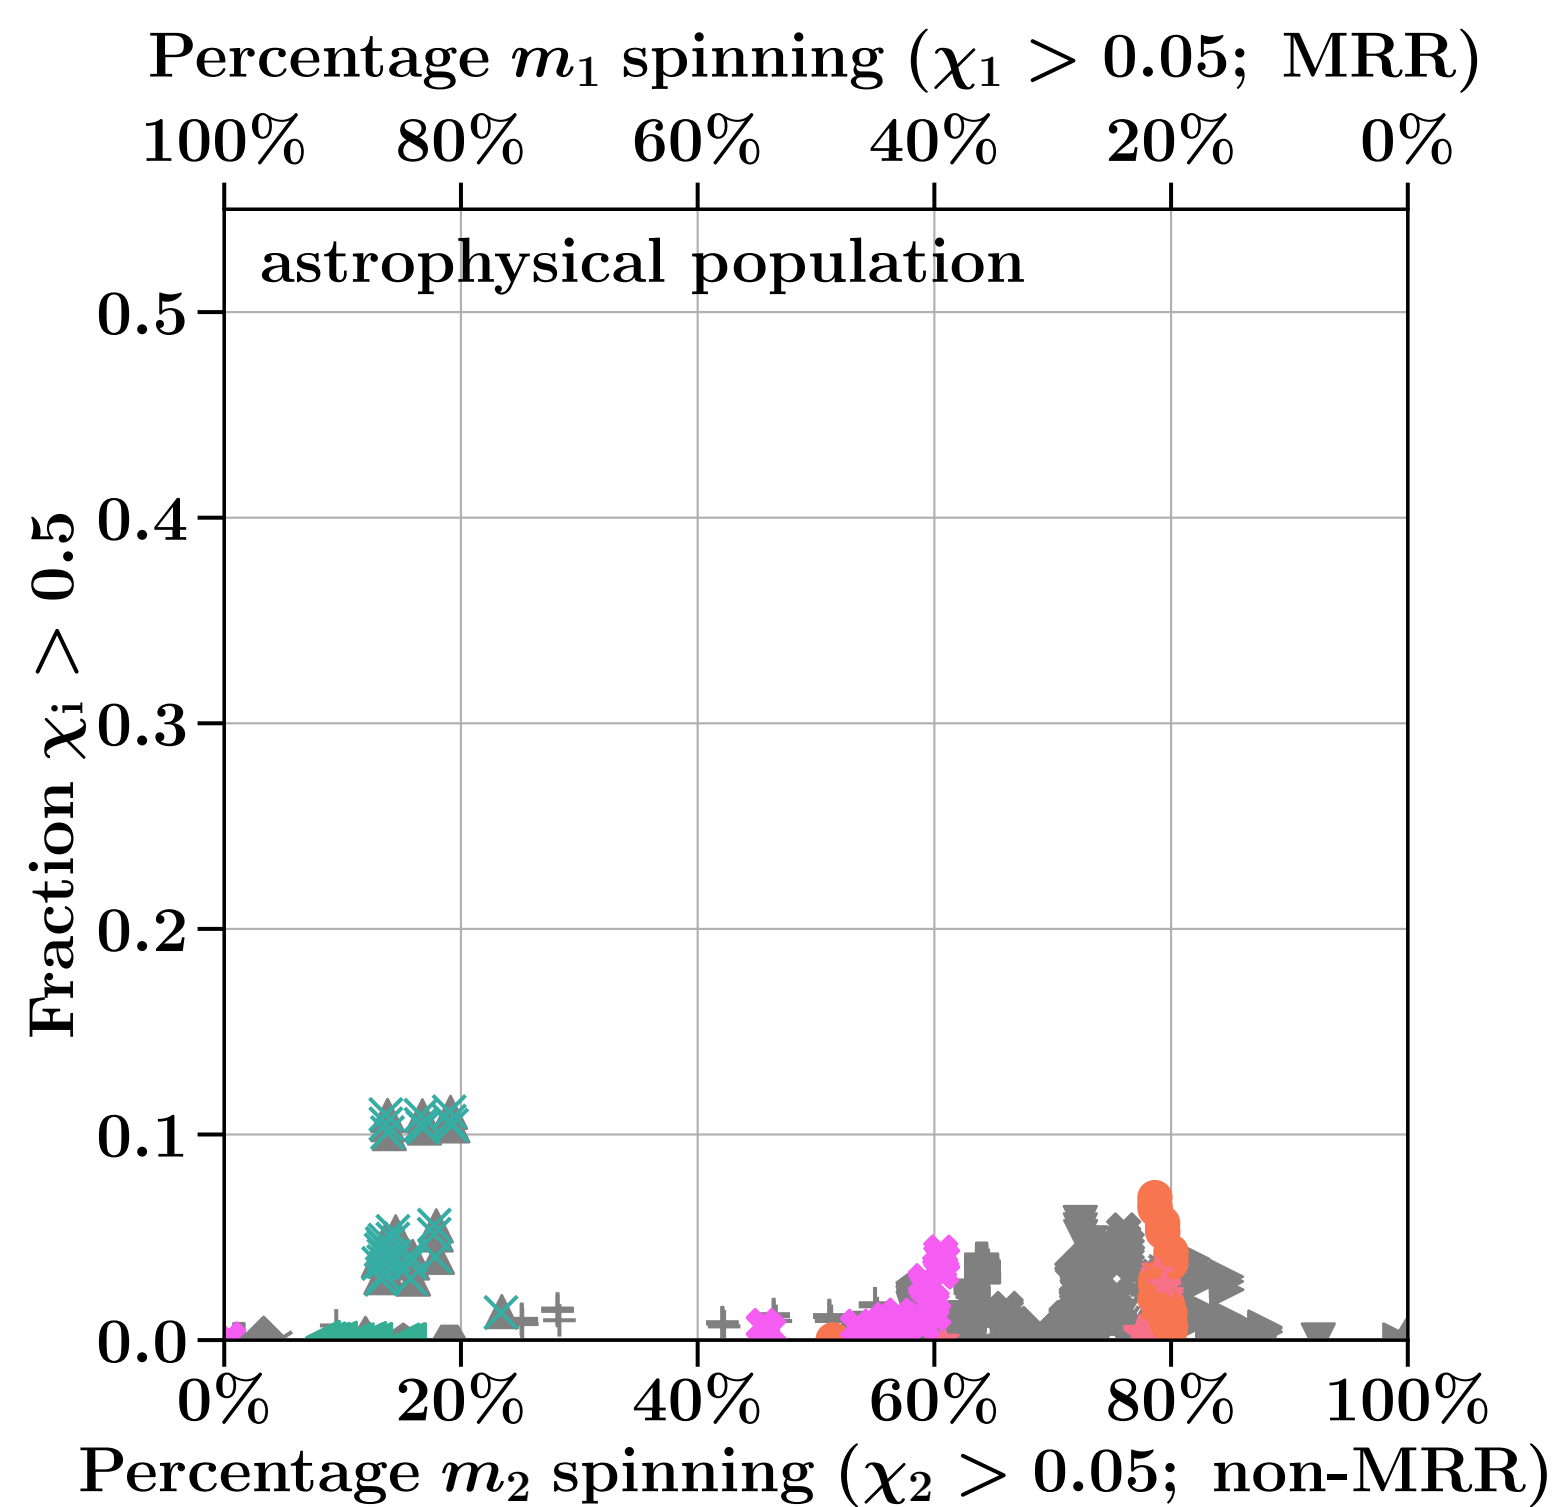 Percentage m₁ spinning (χ₁ > 0.05; MRR)
100% 80% 60% 40% 20% 0%
astrophysical population
0.5
0.4
0.3
0.2
0.1
0.0
Fraction χᵢ > 0.5
0% 20% 40% 60% 80% 100%
Percentage m₂ spinning (χ₂ > 0.05; non-MRR)